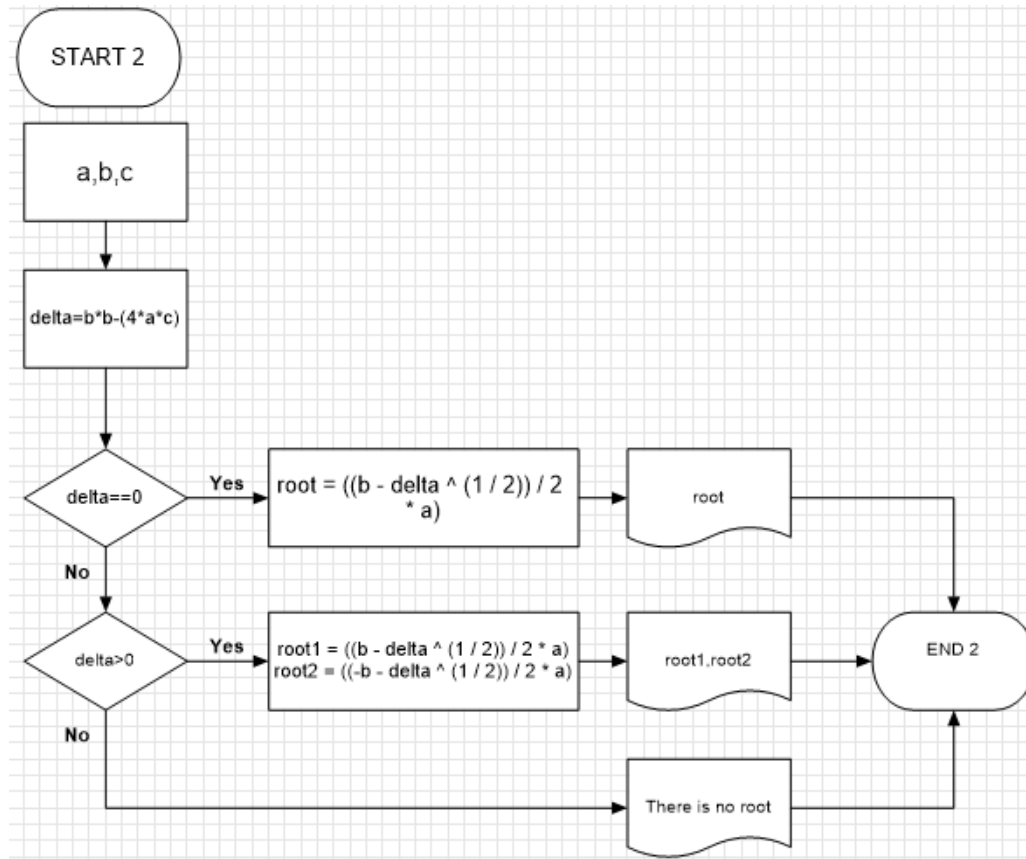 START 2
a,b,c
delta=b*b-(4*a*c)
delta==0
Yes
root = ((b - delta ^ (1 / 2)) / 2
* a)
root
No
delta>0
Yes
root1 = ((b - delta ^ (1 / 2)) / 2 * a)
root2 = ((-b - delta ^ (1 / 2)) / 2 * a)
root1,root2
END 2
No
There is no root